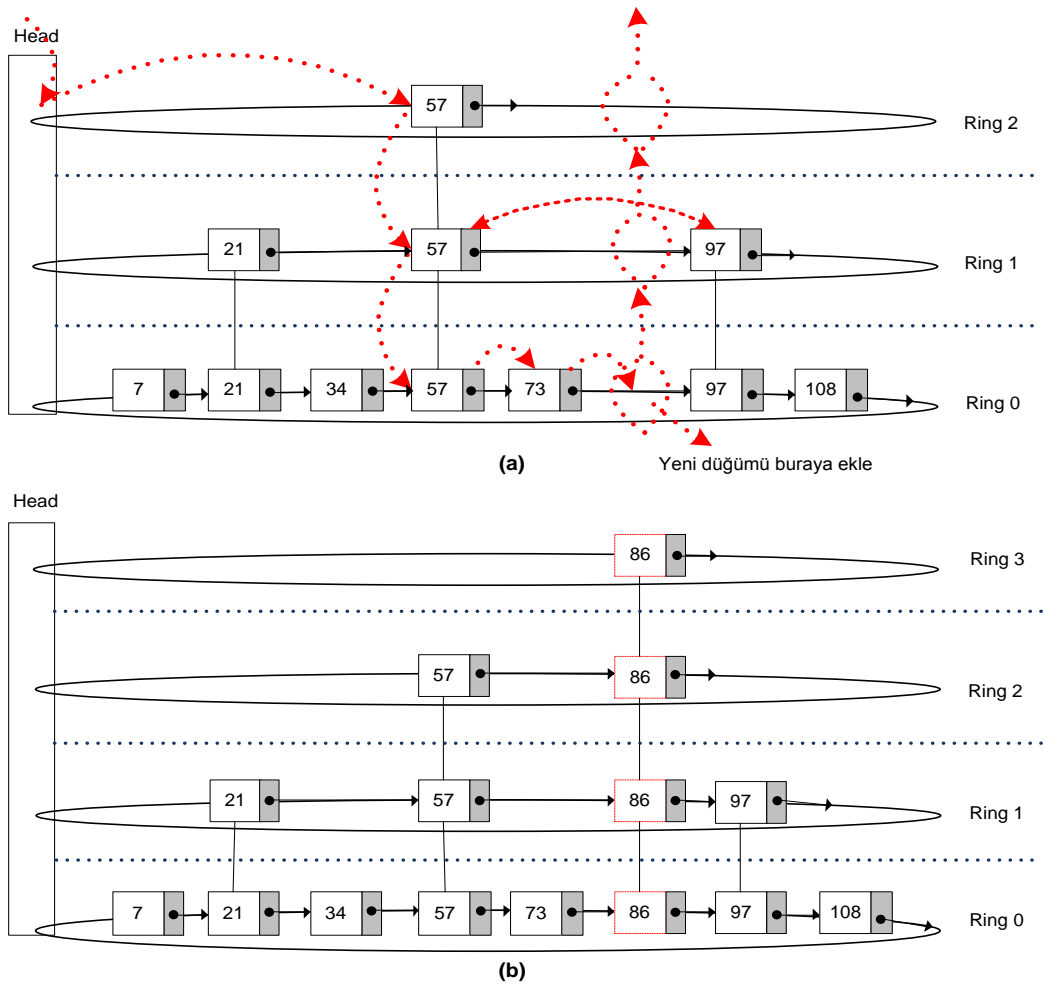 Head
57
Ring 2
21 57 97
Ring 1
7 21 34 57 73 97 108
Ring 0
(a)
Yeni düğümü buraya ekle
Head
86
Ring 3
57 86
Ring 2
21 57 86 97
Ring 1
7 21 34 57 73 86 97 108
Ring 0
(b)